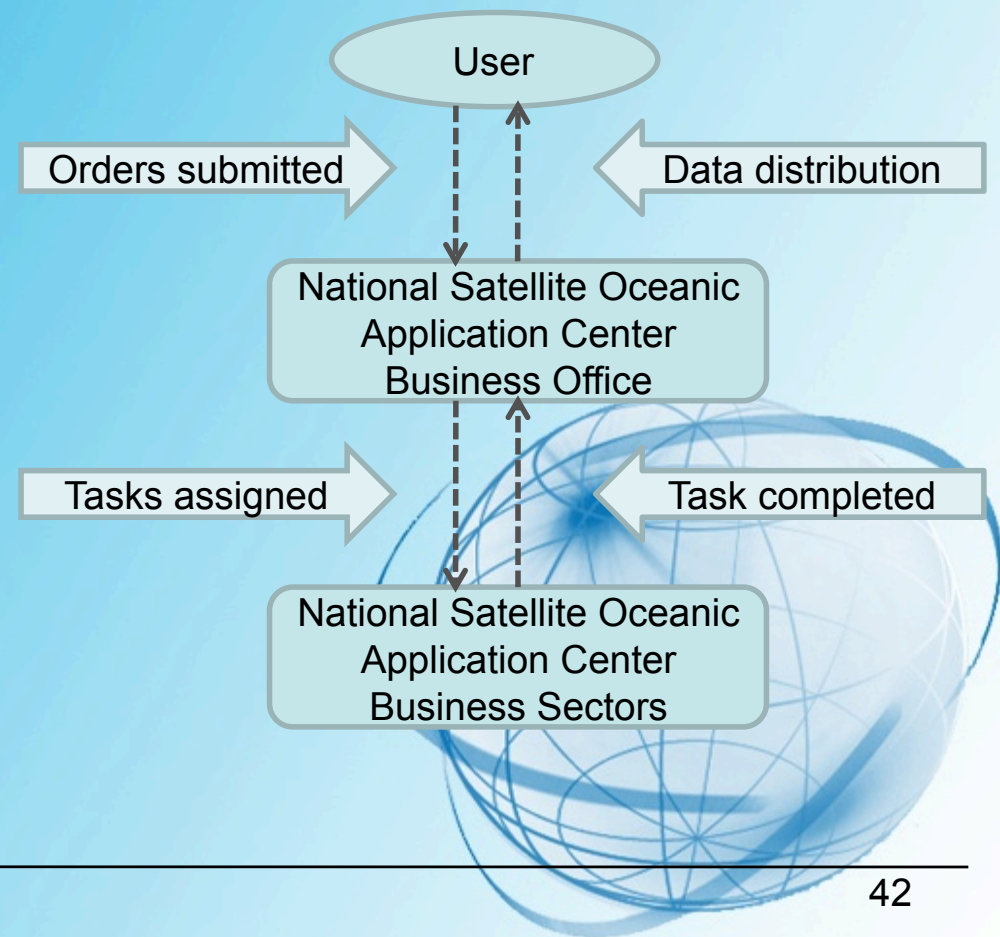 User
Orders submitted
Data distribution
National Satellite Oceanic
Application Center
Business Office
Tasks assigned
Task completed
National Satellite Oceanic
Application Center
Business Sectors
42